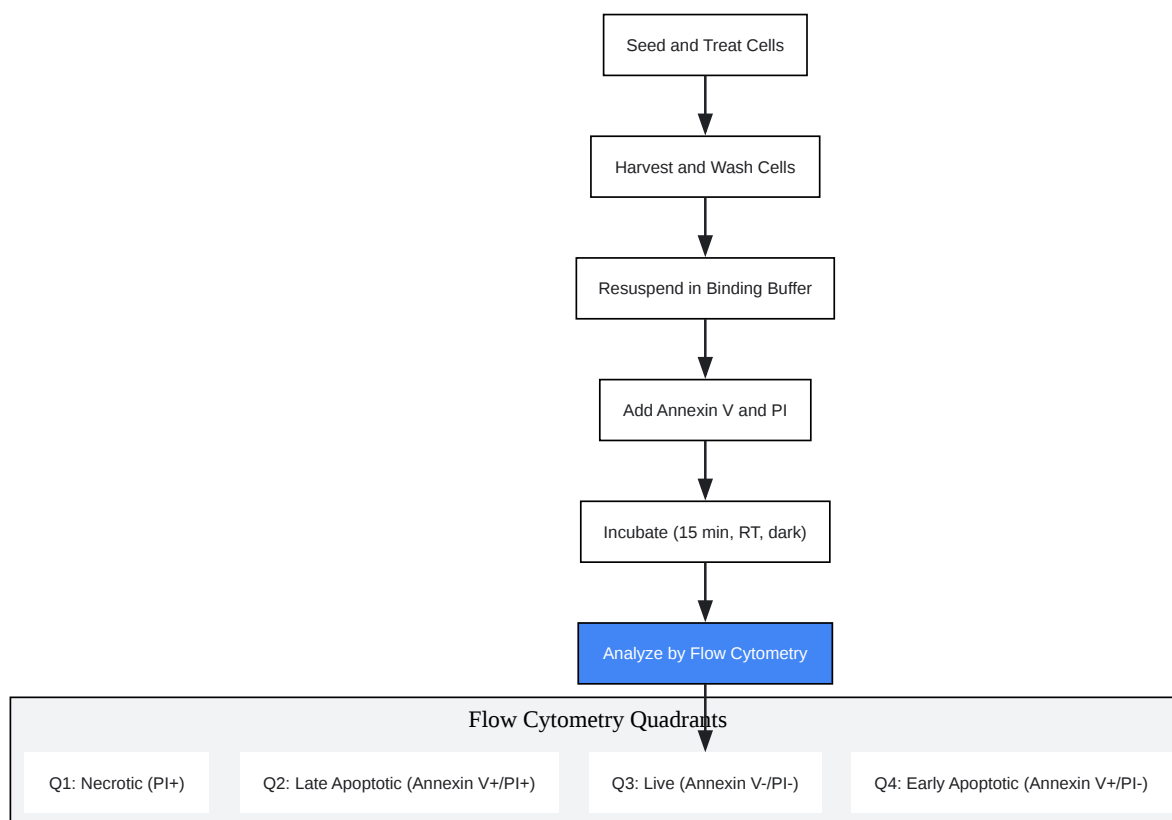 Seed and Treat Cells
Harvest and Wash Cells
Resuspend in Binding Buffer
Add Annexin V and PI
Incubate (15 min, RT, dark)
Analyze by Flow Cytometry
Flow Cytometry Quadrants
Q1: Necrotic (PI+)
Q2: Late Apoptotic (Annexin V+/PI+)
Q3: Live (Annexin V-/PI-)
Q4: Early Apoptotic (Annexin V+/PI-)